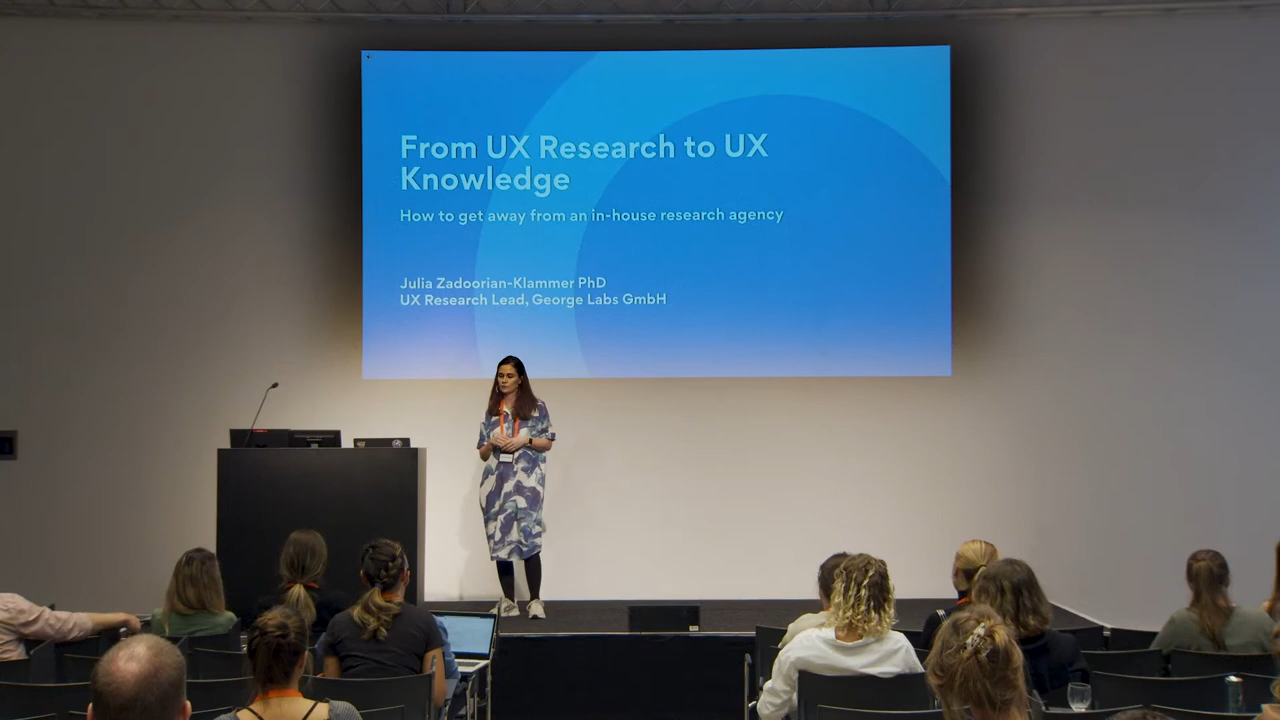 From UX Research to UX
Knowledge
How to get away from an in-house research agency
Julia Zadoorian-Klammer PhD
UX Research Lead, George Labs GmbH